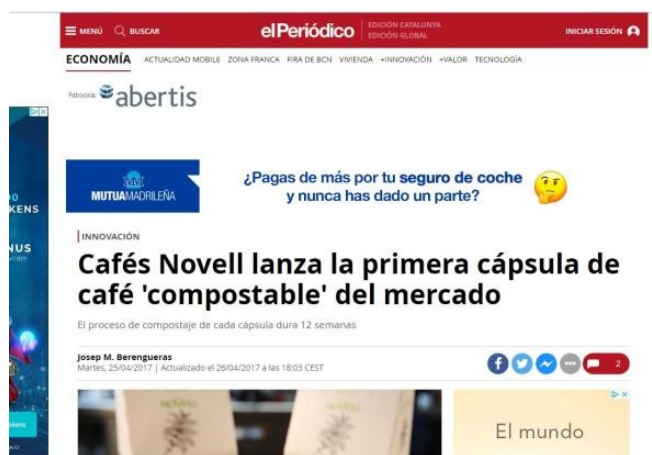 MENÚ BUSCAR elPeriódico EDICIÓN CATALUNYA INICIAR SESIÓN
EDICIÓN GLOBAL
ECONOMÍA ACTUALIDAD MOBILE ZONA FRANCA FIRA DE BCN VIVIENDA +INNOVACIÓN +VALOR TECNOLOGÍA
Patrocina: abertis
KENS
NUS
MUTUAMADRILEÑA
¿Pagas de más por tu seguro de coche
y nunca has dado un parte?
INNOVACIÓN
Cafés Novell lanza la primera cápsula de
café 'compostable' del mercado
El proceso de compostaje de cada cápsula dura 12 semanas
Josep M. Berengueras
Martes, 25/04/2017 | Actualizado el 26/04/2017 a las 18:03 CEST
2
NOVELL
El mundo